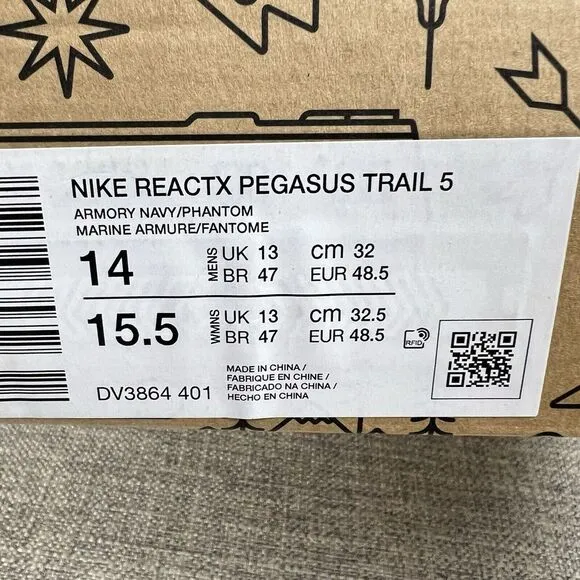 NIKE REACTX PEGASUS TRAIL 5
ARMORY NAVY/PHANTOM
MARINE ARMURE/FANTOME
14 MENS UK 13 cm 32
BR 47 EUR 48.5
15.5 WMNS UK 13 cm 32.5
BR 47 EUR 48.5
RFID
DV3864 401
MADE IN CHINA /
FABRIQUE EN CHINE /
FABRICADO NA CHINA /
HECHO EN CHINA